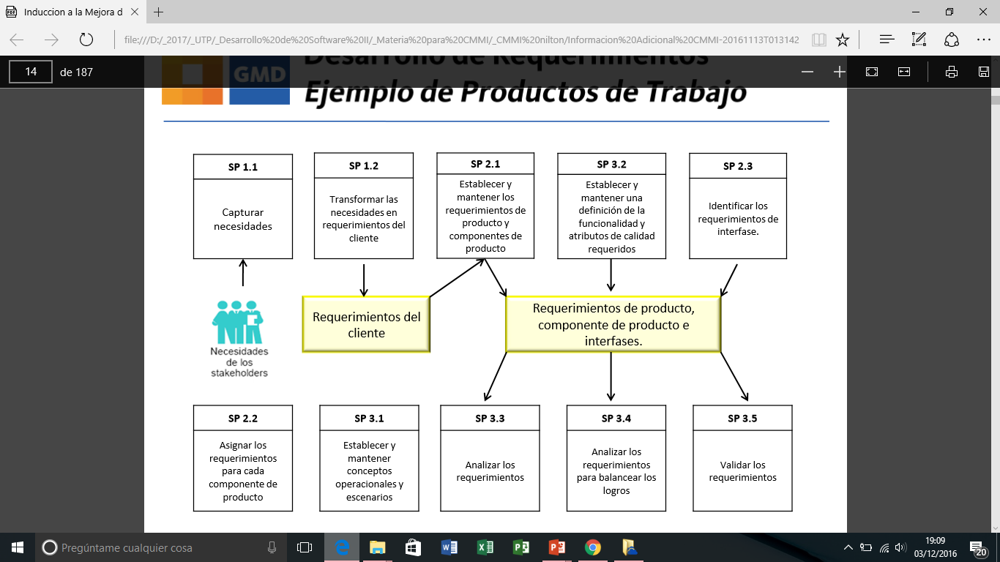 Induccion a la Mejora d
file:///D:/_2017/_UTP/_Desarrollo%20de%20Software%20II/_Materia%20para%20CMMI/_CMMI%20nilton/Informacion%20Adicional%20CMMI-20161113T013142
14 de 187
Desarrollo de Requerimientos
GMD
Ejemplo de Productos de Trabajo
SP 1.1
Capturar
necesidades
SP 1.2
Transformar las
necesidades en
requerimientos del
cliente
SP 2.1
Establecer y
mantener los
requerimientos de
producto y
componentes de
producto
SP 3.2
Establecer y
mantener una
definición de la
funcionalidad y
atributos de calidad
requeridos
SP 2.3
Identificar los
requerimientos de
interfase.
Necesidades
de los
stakeholders
Requerimientos del
cliente
Requerimientos de producto,
componente de producto e
interfases.
SP 2.2
Asignar los
requerimientos
para cada
componente de
producto
SP 3.1
Establecer y
mantener
conceptos
operacionales y
escenarios
SP 3.3
Analizar los
requerimientos
SP 3.4
Analizar los
requerimientos
para balancear los
logros
SP 3.5
Validar los
requerimientos
Pregúntame cualquier cosa
19:09
03/12/2016
20